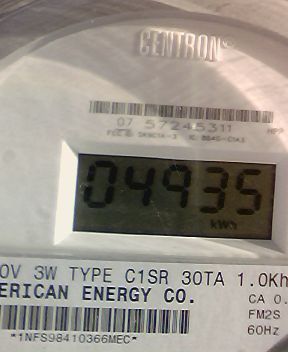 CENTRON
07 57245311
04935
kWh
0V 3W TYPE C1SR 30TA 1.0Kh
ERICAN ENERGY CO.
CA 0.
FM2S
60Hz
*1NFS98410366MEC*